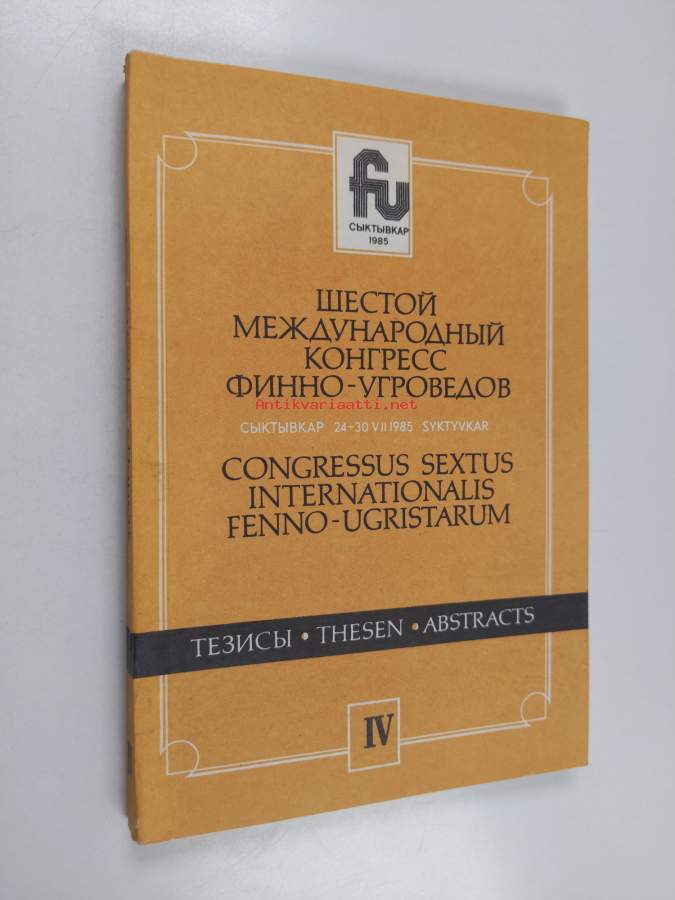 fu
СЫКТЫВКАР
1985
ШЕСТОЙ
МЕЖДУНАРОДНЫЙ
КОНГРЕСС
ФИННО-УГРОВЕДОВ
Antikvariaatti.net
СЫКТЫВКАР 24-30 VII 1985 SYKTYVKAR
CONGRESSUS SEXTUS
INTERNATIONALIS
FENNO-UGRISTARUM
ТЕЗИСЫ • THESEN • ABSTRACTS
IV